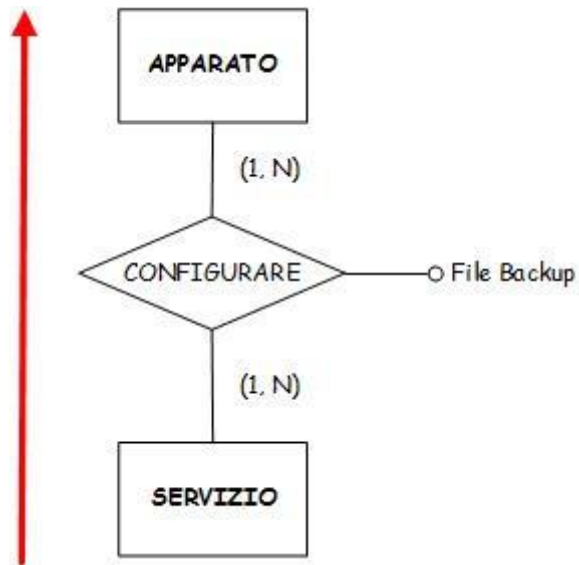 APPARATO
(1, N)
CONFIGURARE
File Backup
(1, N)
SERVIZIO